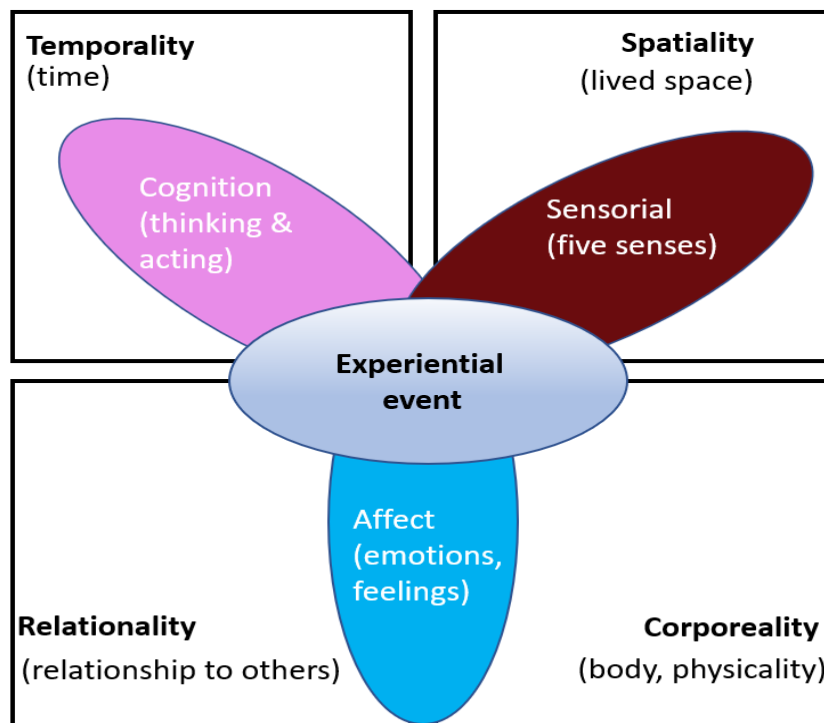 Temporality
(time)
Spatiality
(lived space)
Cognition
(thinking &
acting)
Sensorial
(five senses)
Experiential
event
Affect
(emotions,
feelings)
Relationality
(relationship to others)
Corporeality
(body, physicality)